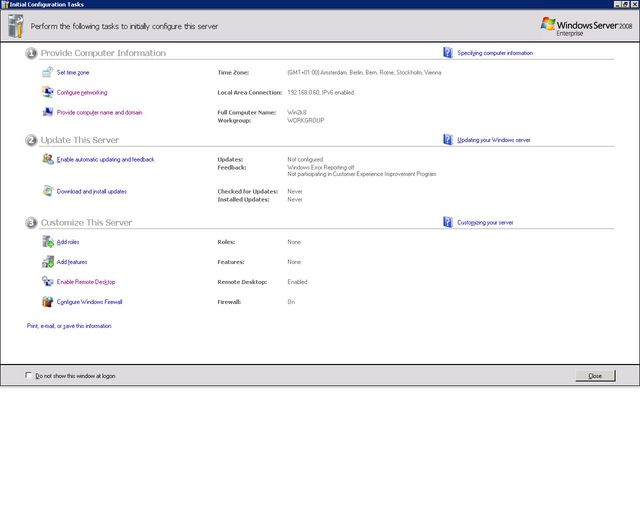 Initial Configuration Tasks
Perform the following tasks to initially configure this server
Windows Server 2008
Enterprise
1 Provide Computer Information
Specifying computer information
Set time zone
Time Zone: (GMT+01:00) Amsterdam, Berlin, Bern, Rome, Stockholm, Vienna
Configure networking
Local Area Connection: 192.168.0.60, IPv6 enabled
Provide computer name and domain
Full Computer Name: Win2k8
Workgroup: WORKGROUP
2 Update This Server
Updating your Windows server
Enable automatic updating and feedback
Updates: Not configured
Feedback: Windows Error Reporting off
Not participating in Customer Experience Improvement Program
Download and install updates
Checked for Updates: Never
Installed Updates: Never
3 Customize This Server
Customizing your server
Add roles
Roles: None
Add features
Features: None
Enable Remote Desktop
Remote Desktop: Enabled
Configure Windows Firewall
Firewall: On
Print, e-mail, or save this information
Do not show this window at logon
Close